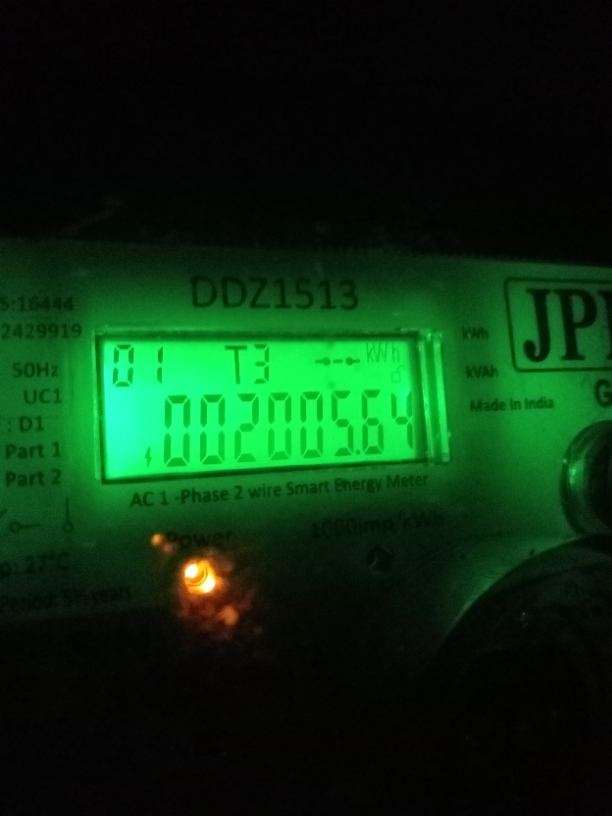 DDZ1513
S:16444
2429919
50Hz
UC1
: D1
Part 1
Part 2
01 T3 kWh
002005.64
kWh
kVAh
Made In India
AC 1 -Phase 2 wire Smart Energy Meter
Power
1000imp/kWh
p: 27°C